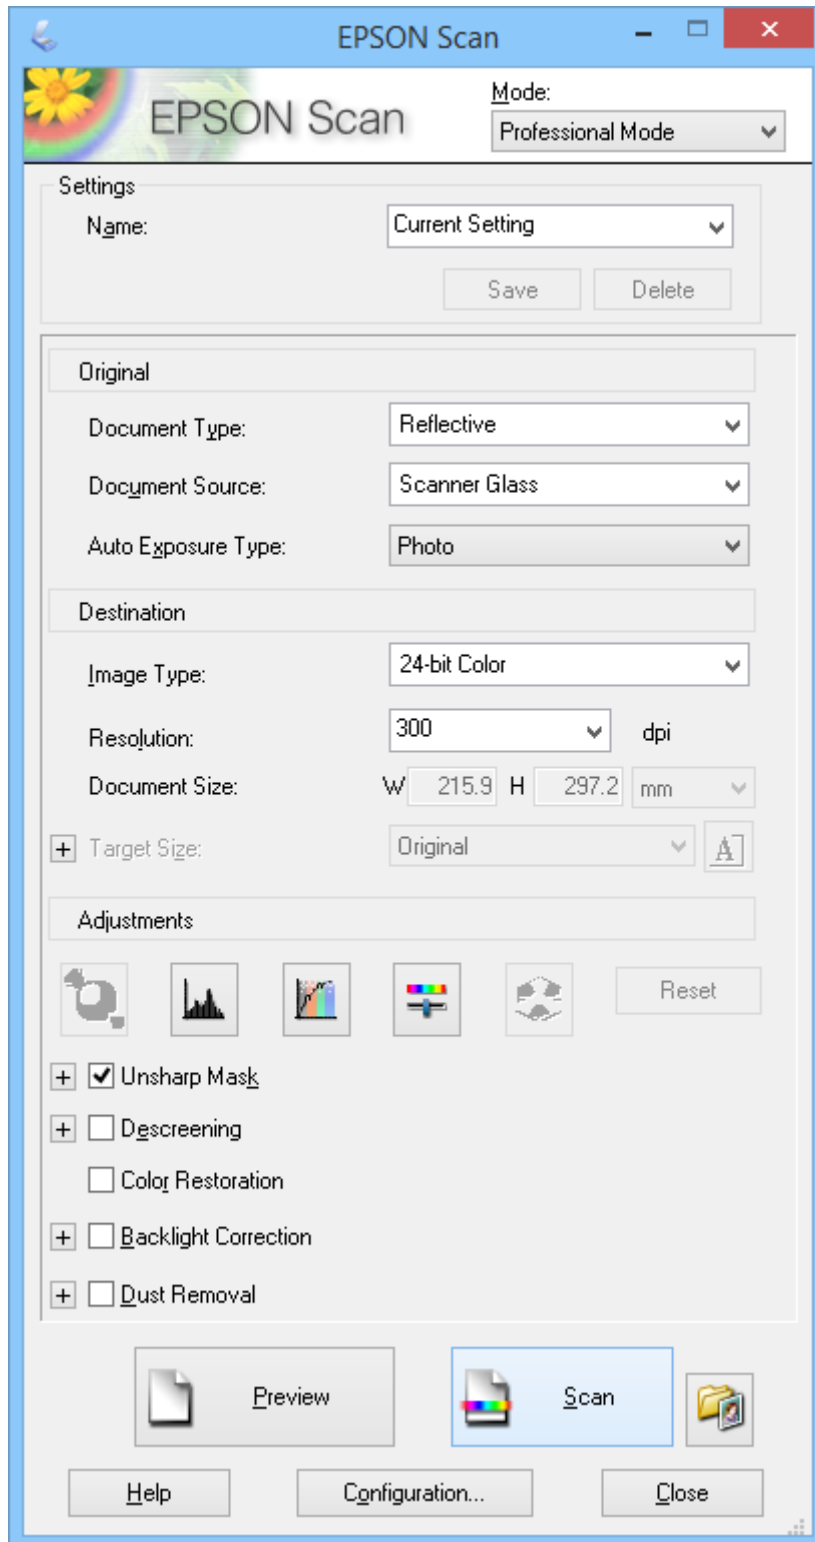 EPSON Scan
EPSON Scan
Mode:
Professional Mode
Settings
Name:
Current Setting
Save Delete
Original
Document Type: Reflective
Document Source: Scanner Glass
Auto Exposure Type: Photo
Destination
Image Type: 24-bit Color
Resolution: 300 dpi
Document Size: W 215.9 H 297.2 mm
+ Target Size: Original A
Adjustments
Reset
+ Unsharp Mask
+ Descreening
Color Restoration
+ Backlight Correction
+ Dust Removal
Preview Scan
Help Configuration... Close